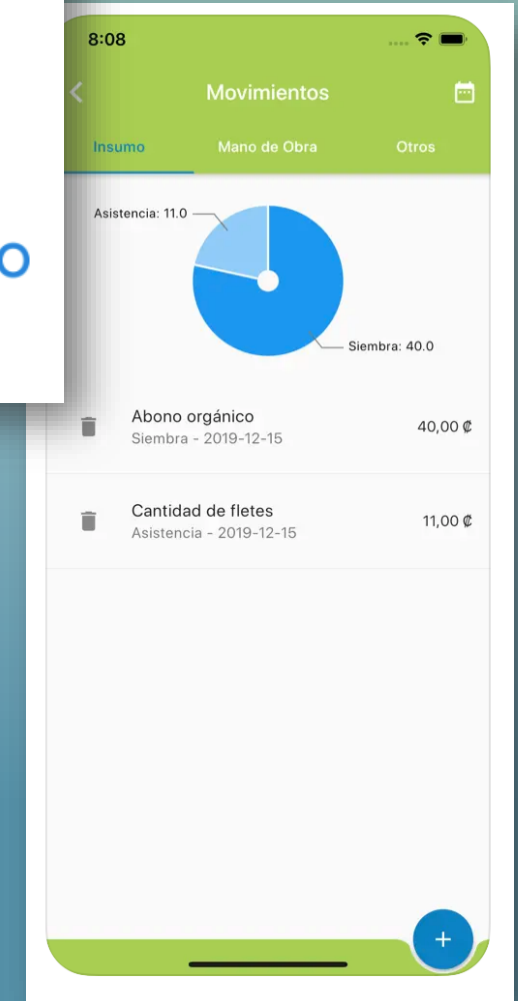 8:08
Movimientos
Insumo Mano de Obra Otros
Asistencia: 11.0
Siembra: 40.0
o
Abono orgánico
40,00 ₡
Siembra - 2019-12-15
Cantidad de fletes
11,00 ₡
Asistencia - 2019-12-15
+